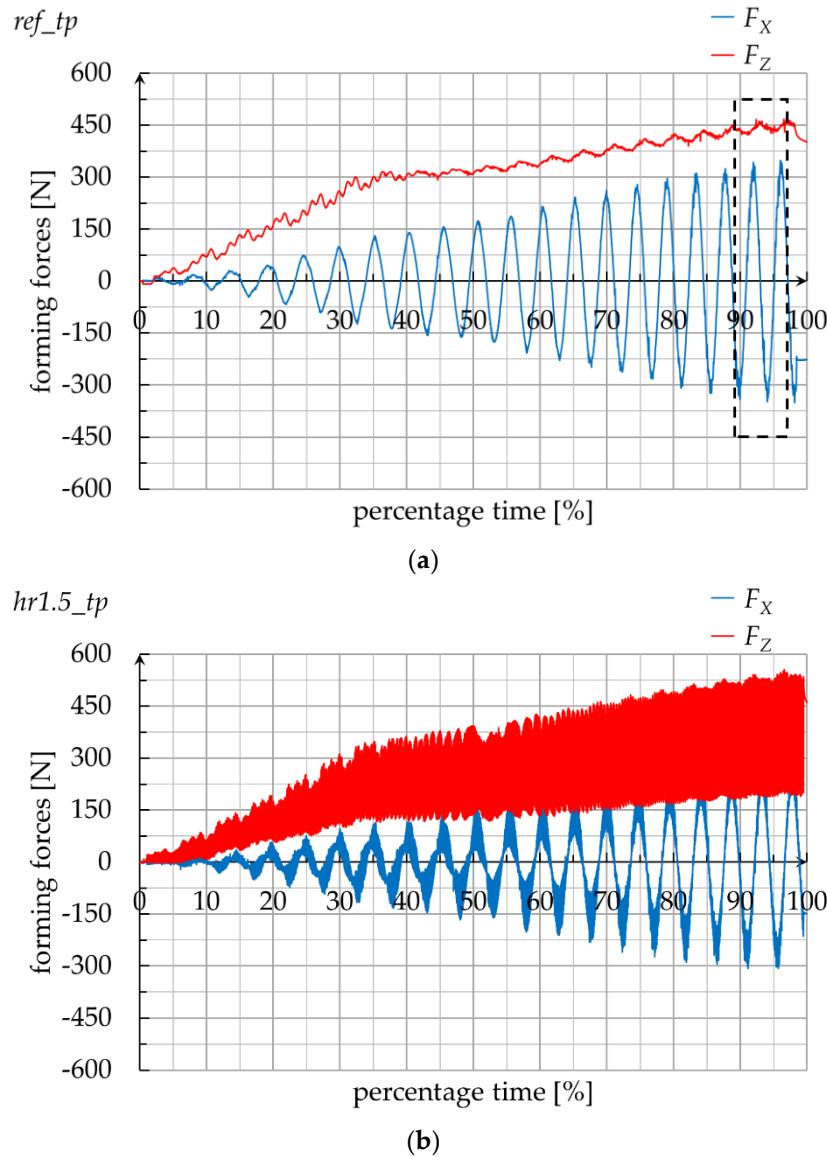 ref_tp
F_X
F_Z
600
450
300
150
0
-150
-300
-450
-600
forming forces [N]
0 10 20 30 40 50 60 70 80 90 100
percentage time [%]
(a)
hr1.5_tp
F_X
F_Z
600
450
300
150
0
-150
-300
-450
-600
forming forces [N]
0 10 20 30 40 50 60 70 80 90 100
percentage time [%]
(b)